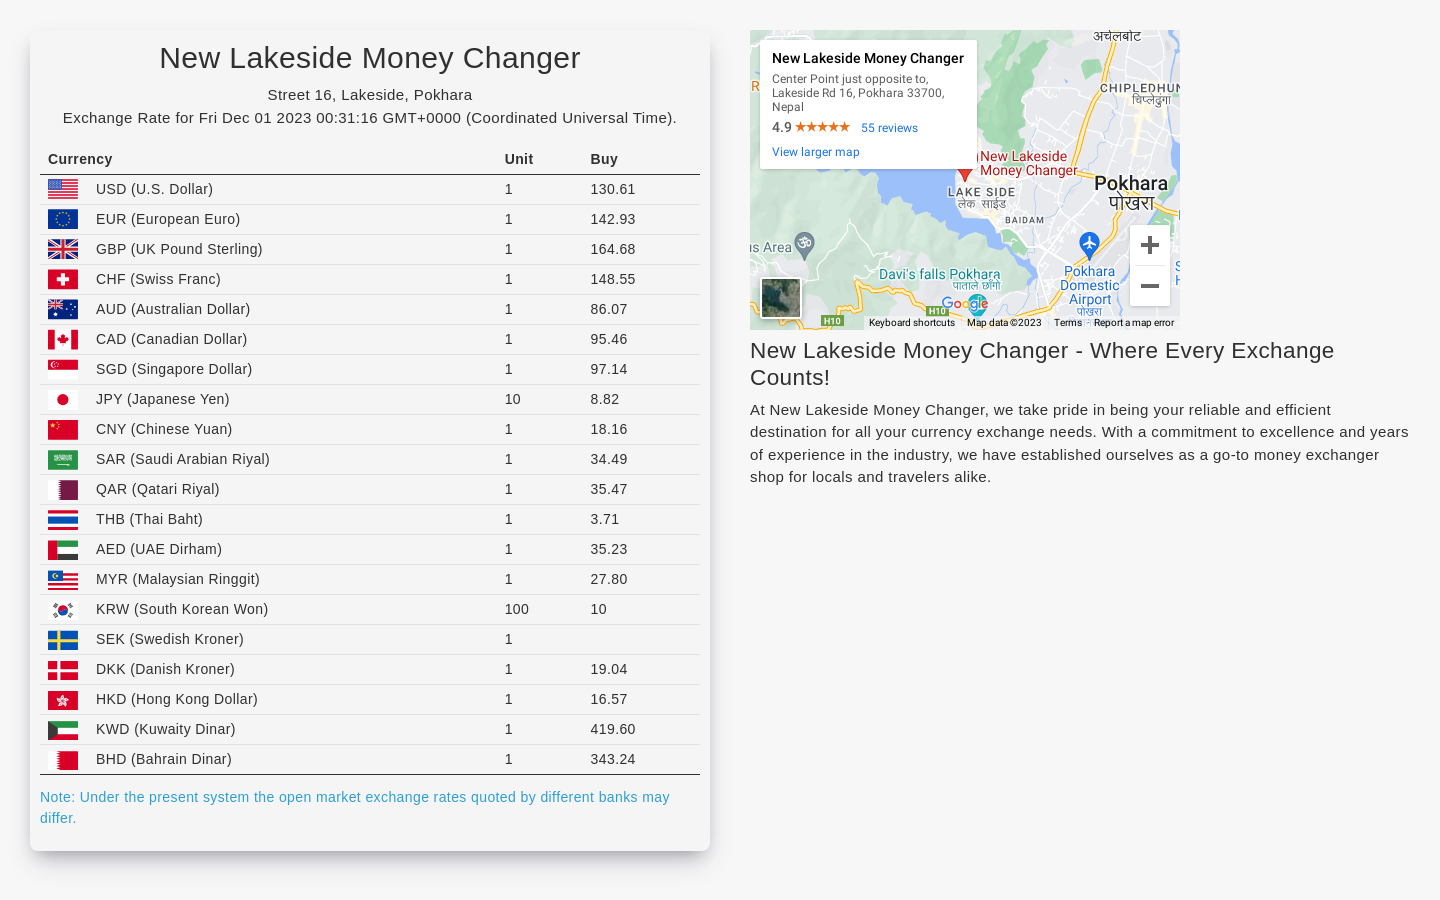 New Lakeside Money Changer
Street 16, Lakeside, Pokhara
Exchange Rate for Fri Dec 01 2023 00:31:16 GMT+0000 (Coordinated Universal Time).
Currency Unit Buy
USD (U.S. Dollar) 1 130.61
EUR (European Euro) 1 142.93
GBP (UK Pound Sterling) 1 164.68
CHF (Swiss Franc) 1 148.55
AUD (Australian Dollar) 1 86.07
CAD (Canadian Dollar) 1 95.46
SGD (Singapore Dollar) 1 97.14
JPY (Japanese Yen) 10 8.82
CNY (Chinese Yuan) 1 18.16
SAR (Saudi Arabian Riyal) 1 34.49
QAR (Qatari Riyal) 1 35.47
THB (Thai Baht) 1 3.71
AED (UAE Dirham) 1 35.23
MYR (Malaysian Ringgit) 1 27.80
KRW (South Korean Won) 100 10
SEK (Swedish Kroner) 1
DKK (Danish Kroner) 1 19.04
HKD (Hong Kong Dollar) 1 16.57
KWD (Kuwaity Dinar) 1 419.60
BHD (Bahrain Dinar) 1 343.24
Note: Under the present system the open market exchange rates quoted by different banks may
differ.
New Lakeside Money Changer
Center Point just opposite to,
Lakeside Rd 16, Pokhara 33700,
Nepal
4.9 55 reviews
View larger map
CHIPLEDHUN
चिप्लेढुंगा
New Lakeside
Money Changer
LAKE SIDE
लेक साईड
Pokhara
पोखरा
BAIDAM
s Area
Davi's falls Pokhara
पाताले छाँगो
Pokhara
Domestic
Airport
पोखरा
Google
H10
H10
Keyboard shortcuts Map data ©2023 Terms Report a map error
New Lakeside Money Changer - Where Every Exchange
Counts!
At New Lakeside Money Changer, we take pride in being your reliable and efficient
destination for all your currency exchange needs. With a commitment to excellence and years
of experience in the industry, we have established ourselves as a go-to money exchanger
shop for locals and travelers alike.